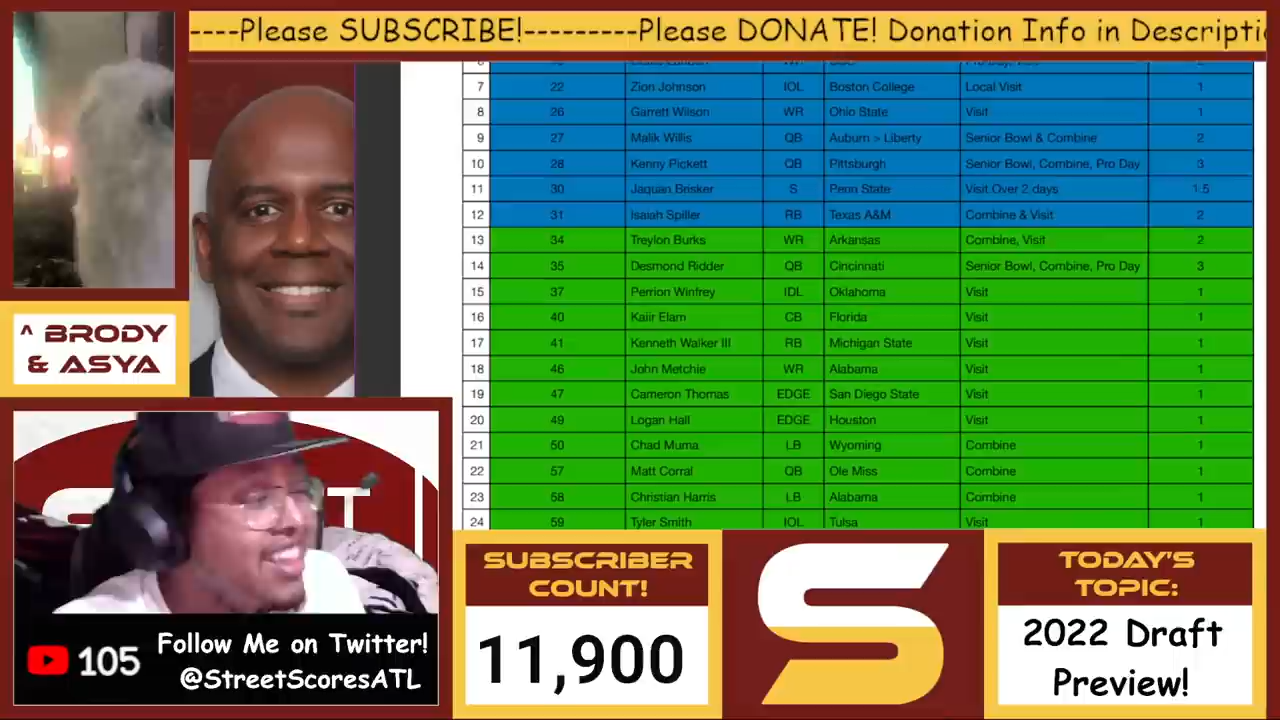 ----Please SUBSCRIBE!---------Please DONATE! Donation Info in Descripti
7 22 Zion Johnson IOL Boston College Local Visit 1
8 26 Garrett Wilson WR Ohio State Visit 1
9 27 Malik Willis QB Auburn > Liberty Senior Bowl & Combine 2
10 28 Kenny Pickett QB Pittsburgh Senior Bowl, Combine, Pro Day 3
11 30 Jaquan Brisker S Penn State Visit Over 2 days 1.5
12 31 Isaiah Spiller RB Texas A&M Combine & Visit 2
13 34 Treylon Burks WR Arkansas Combine, Visit 2
14 35 Desmond Ridder QB Cincinnati Senior Bowl, Combine, Pro Day 3
15 37 Perrion Winfrey IDL Oklahoma Visit 1
16 40 Kaiir Elam CB Florida Visit 1
17 41 Kenneth Walker III RB Michigan State Visit 1
18 46 John Metchie WR Alabama Visit 1
19 47 Cameron Thomas EDGE San Diego State Visit 1
20 49 Logan Hall EDGE Houston Visit 1
21 50 Chad Muma LB Wyoming Combine 1
22 57 Matt Corral QB Ole Miss Combine 1
23 58 Christian Harris LB Alabama Combine 1
24 59 Tyler Smith IOL Tulsa Visit 1
^ BRODY
& ASYA
105
Follow Me on Twitter!
@StreetScoresATL
SUBSCRIBER
COUNT!
11,900
S
TODAY'S
TOPIC:
2022 Draft
Preview!